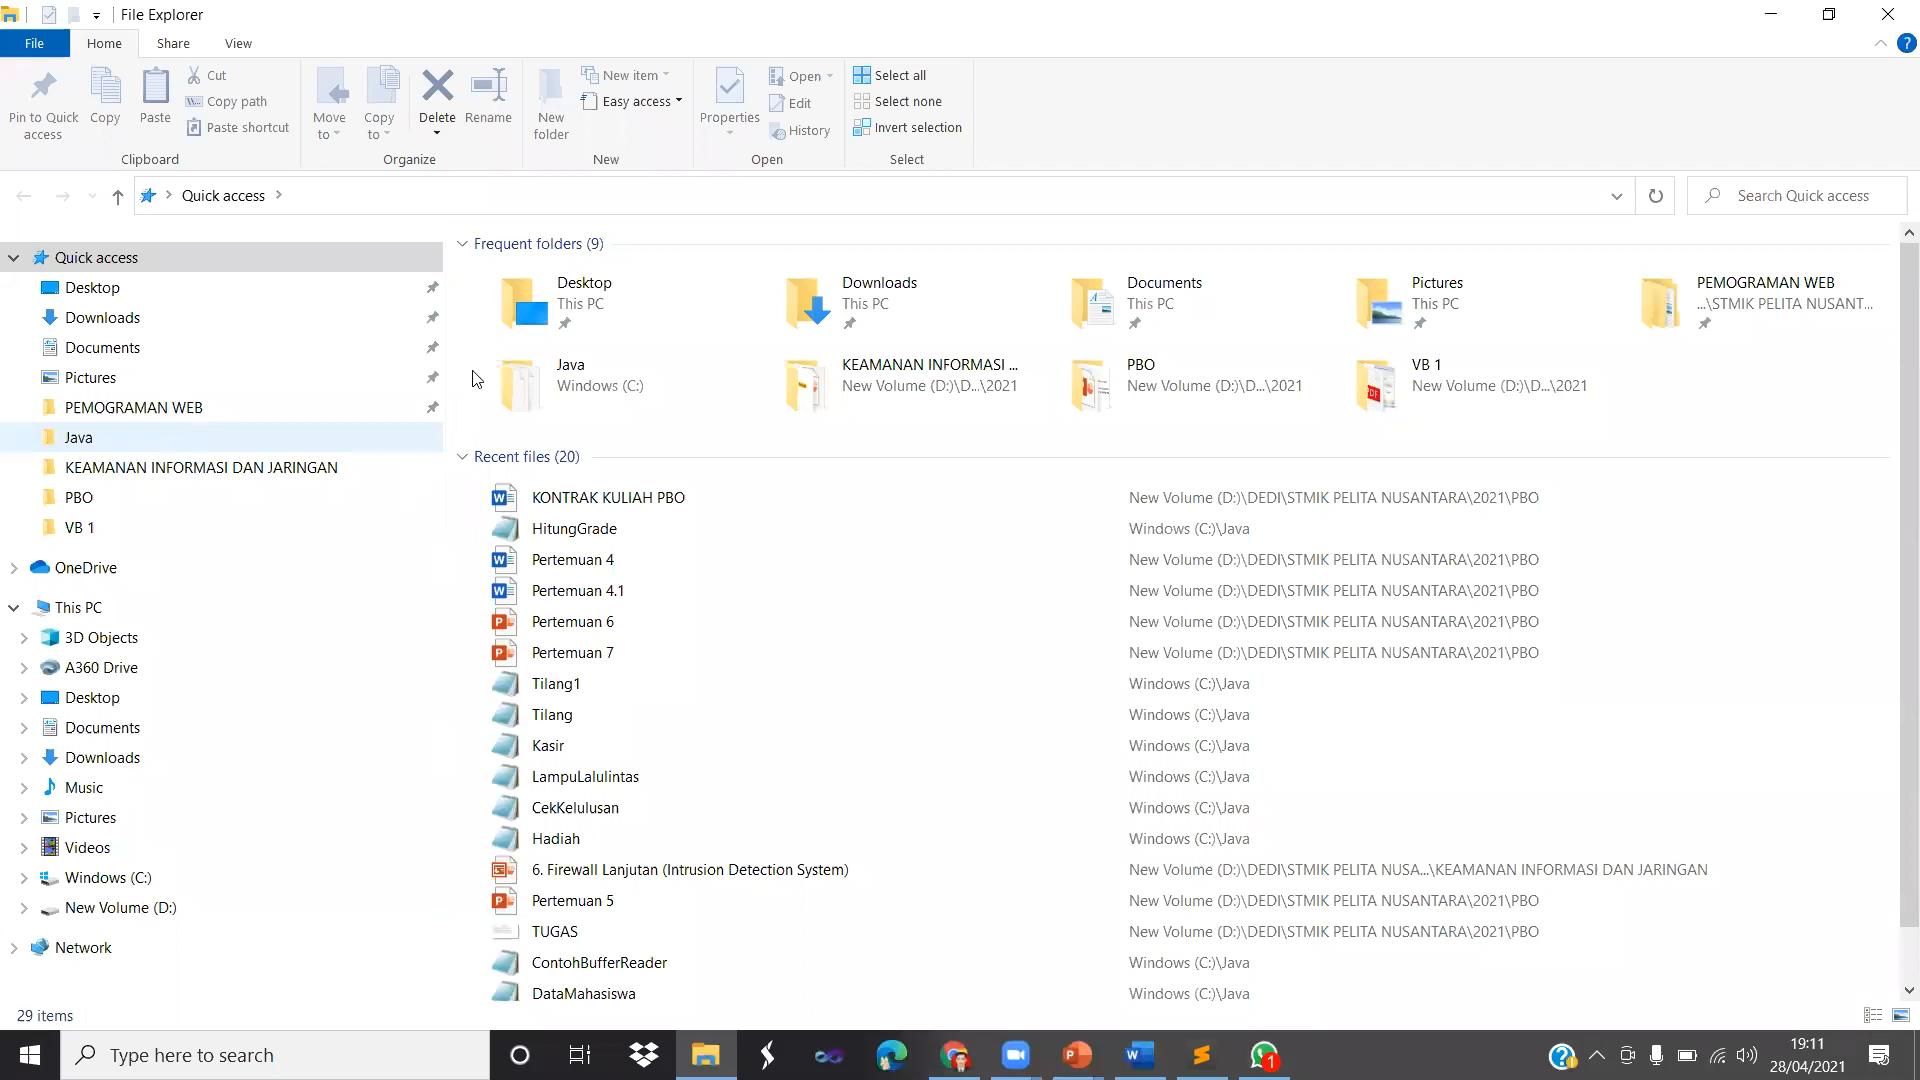 File Explorer
File Home Share View
Pin to Quick access
Copy
Paste
Cut
Copy path
Paste shortcut
Clipboard
Move to
Copy to
Delete
Rename
Organize
New folder
New item
Easy access
New
Properties
Open
Edit
History
Open
Select all
Select none
Invert selection
Select
Quick access
Search Quick access
Quick access
Desktop
Downloads
Documents
Pictures
PEMOGRAMAN WEB
Java
KEAMANAN INFORMASI DAN JARINGAN
PBO
VB 1
OneDrive
This PC
3D Objects
A360 Drive
Desktop
Documents
Downloads
Music
Pictures
Videos
Windows (C:)
New Volume (D:)
Network
Frequent folders (9)
Desktop
This PC
Downloads
This PC
Documents
This PC
Pictures
This PC
PEMOGRAMAN WEB
...\STMIK PELITA NUSANT...
Java
Windows (C:)
KEAMANAN INFORMASI ...
New Volume (D:)\D...\2021
PBO
New Volume (D:)\D...\2021
VB 1
New Volume (D:)\D...\2021
Recent files (20)
KONTRAK KULIAH PBO New Volume (D:)\DEDI\STMIK PELITA NUSANTARA\2021\PBO
HitungGrade Windows (C:)\Java
Pertemuan 4 New Volume (D:)\DEDI\STMIK PELITA NUSANTARA\2021\PBO
Pertemuan 4.1 New Volume (D:)\DEDI\STMIK PELITA NUSANTARA\2021\PBO
Pertemuan 6 New Volume (D:)\DEDI\STMIK PELITA NUSANTARA\2021\PBO
Pertemuan 7 New Volume (D:)\DEDI\STMIK PELITA NUSANTARA\2021\PBO
Tilang1 Windows (C:)\Java
Tilang Windows (C:)\Java
Kasir Windows (C:)\Java
LampuLalulintas Windows (C:)\Java
CekKelulusan Windows (C:)\Java
Hadiah Windows (C:)\Java
6. Firewall Lanjutan (Intrusion Detection System) New Volume (D:)\DEDI\STMIK PELITA NUSA...\KEAMANAN INFORMASI DAN JARINGAN
Pertemuan 5 New Volume (D:)\DEDI\STMIK PELITA NUSANTARA\2021\PBO
TUGAS New Volume (D:)\DEDI\STMIK PELITA NUSANTARA\2021\PBO
ContohBufferReader Windows (C:)\Java
DataMahasiswa Windows (C:)\Java
29 items
Type here to search
1
19:11
28/04/2021